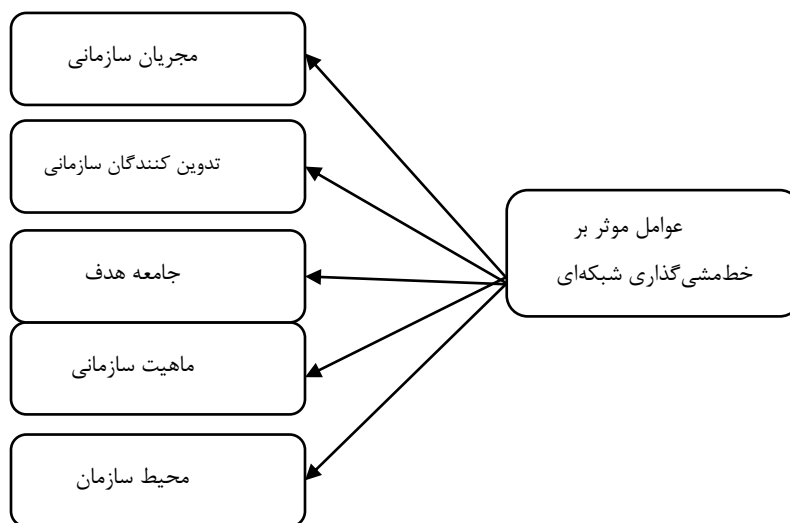 عوامل موثر بر
خط‌مشی‌گذاری شبکه‌ای
مجریان سازمانی
تدوین کنندگان سازمانی
جامعه هدف
ماهیت سازمانی
محیط سازمان